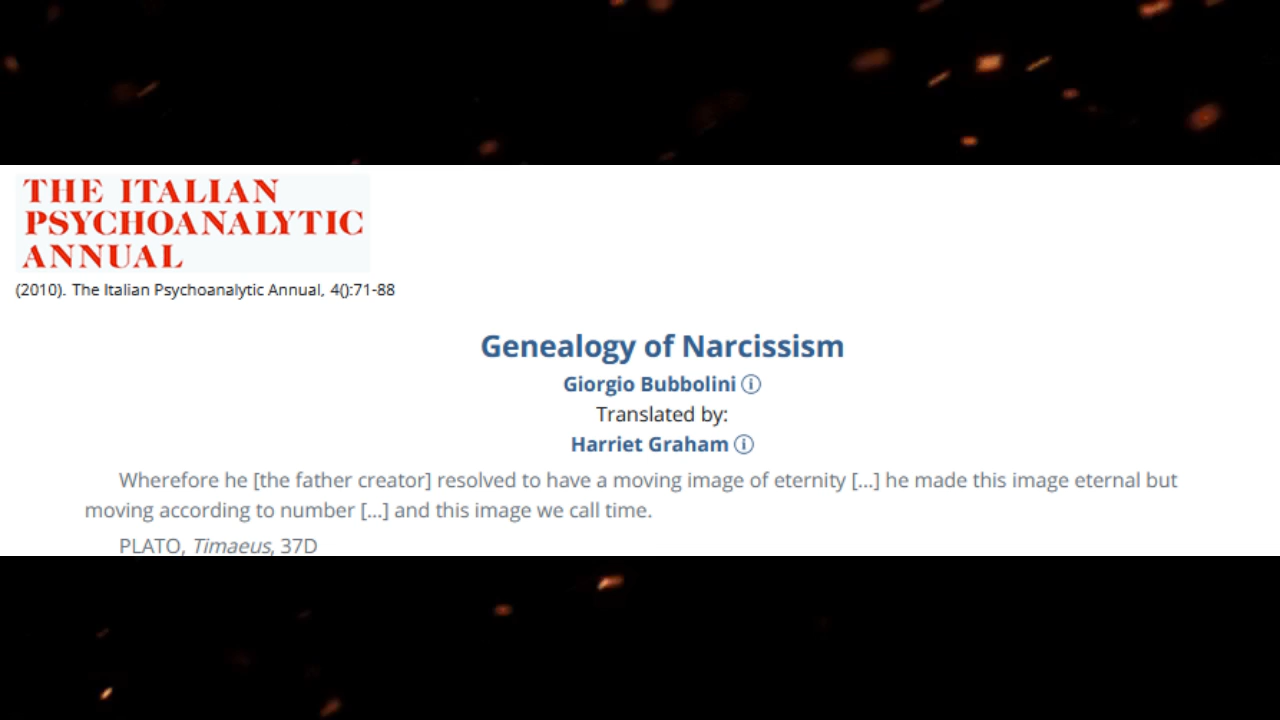 THE ITALIAN
PSYCHOANALYTIC
ANNUAL
(2010). The Italian Psychoanalytic Annual, 4():71-88
Genealogy of Narcissism
Giorgio Bubbolini ⓘ
Translated by:
Harriet Graham ⓘ
Wherefore he [the father creator] resolved to have a moving image of eternity [...] he made this image eternal but
moving according to number [...] and this image we call time.
PLATO, Timaeus, 37D